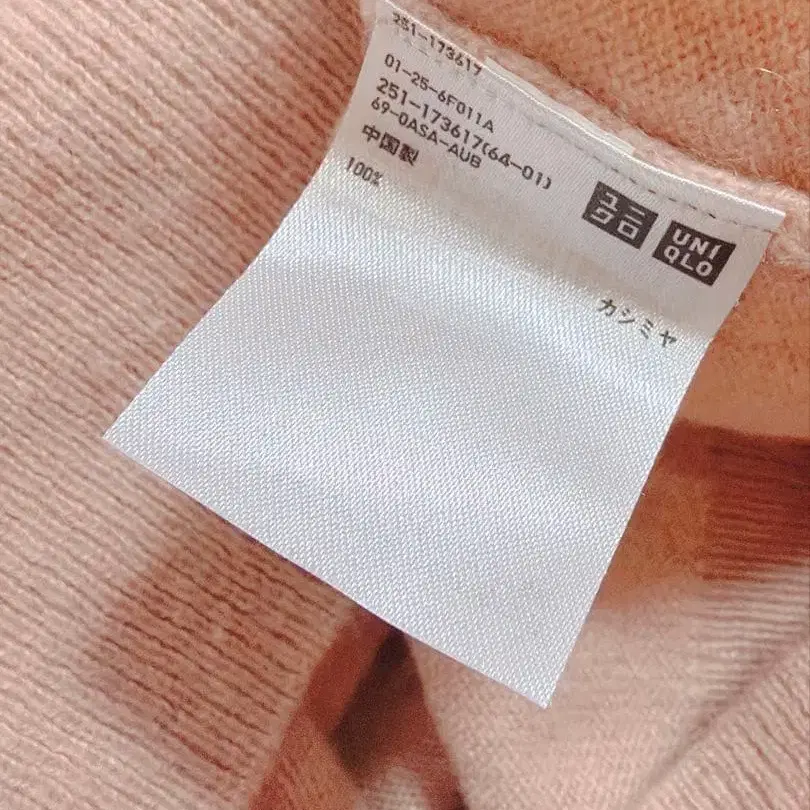 251-173617
01-25-6F011A
251-173617(64-01)
69-0ASA-AUB
中国製
ユニ
クロ
UNI
QLO
100%
カシミヤ